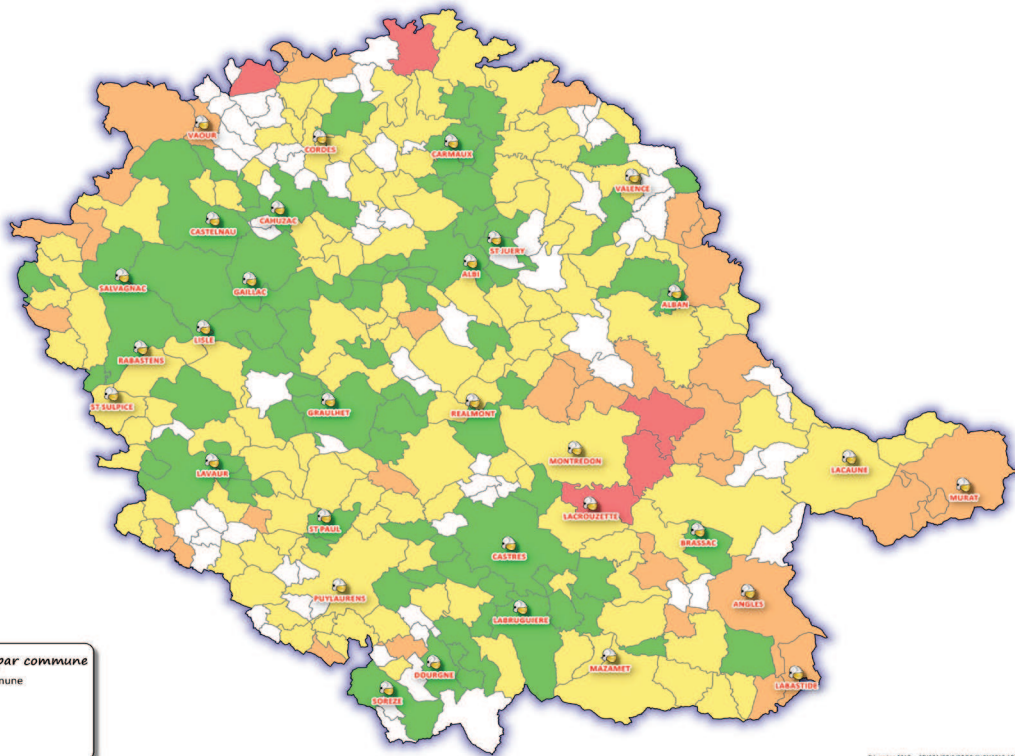 VAOUR
CORDES
CARMAUX
VALENCE
CASTELNAU
CAHUZAC
ST JUERY
ALBI
SALVAGNAC
GAILLAC
ALBAN
LISLE
RABASTENS
ST SULPICE
GRAULHET
REALMONT
LAVAUR
MONTREDON
LACAUNE
MURAT
LACROUZETTE
ST PAUL
CASTRES
BRASSAC
PUYLAURENS
LABRUGUIERE
ANGLES
DOURGNE
MAZAMET
LABASTIDE
SOREZE
par commune
mune